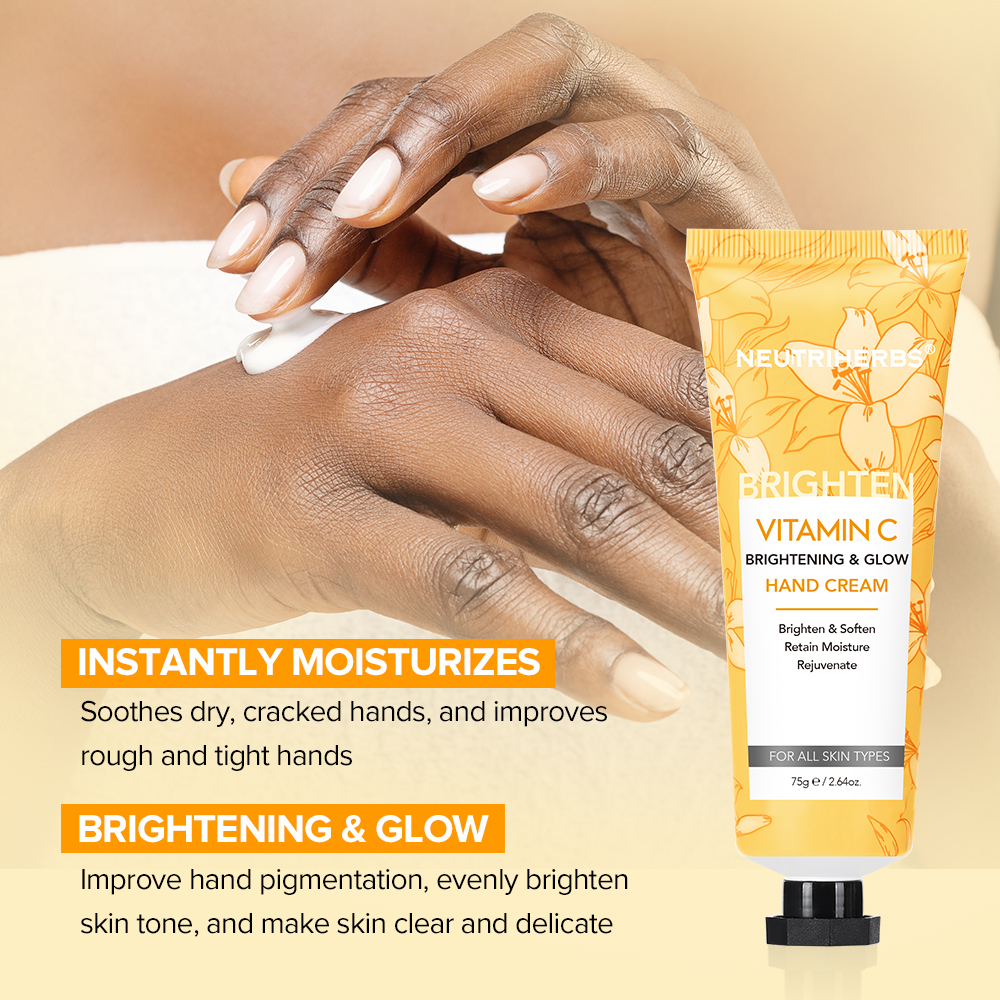 NEUTRIHERBS®
BRIGHTEN
VITAMIN C
BRIGHTENING & GLOW
HAND CREAM
Brighten & Soften
Retain Moisture
Rejuvenate
FOR ALL SKIN TYPES
75g ℮ / 2.64oz.
INSTANTLY MOISTURIZES
Soothes dry, cracked hands, and improves
rough and tight hands
BRIGHTENING & GLOW
Improve hand pigmentation, evenly brighten
skin tone, and make skin clear and delicate